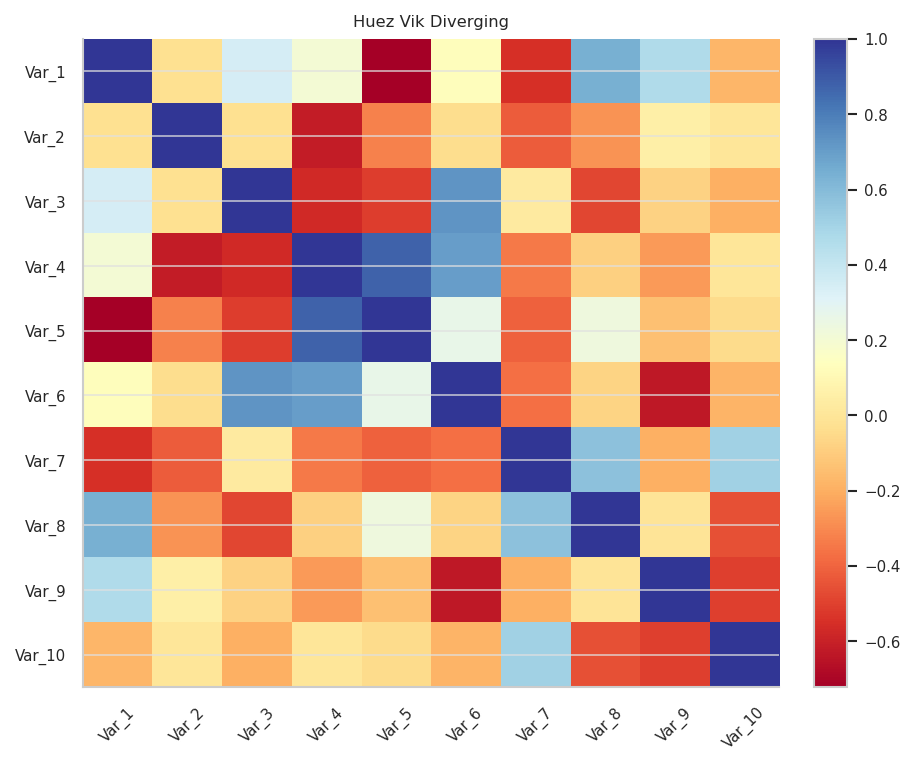 Huez Vik Diverging
Var_1
Var_2
Var_3
Var_4
Var_5
Var_6
Var_7
Var_8
Var_9
Var_10
Var_1 Var_2 Var_3 Var_4 Var_5 Var_6 Var_7 Var_8 Var_9 Var_10
1.0
0.8
0.6
0.4
0.2
0.0
−0.2
−0.4
−0.6